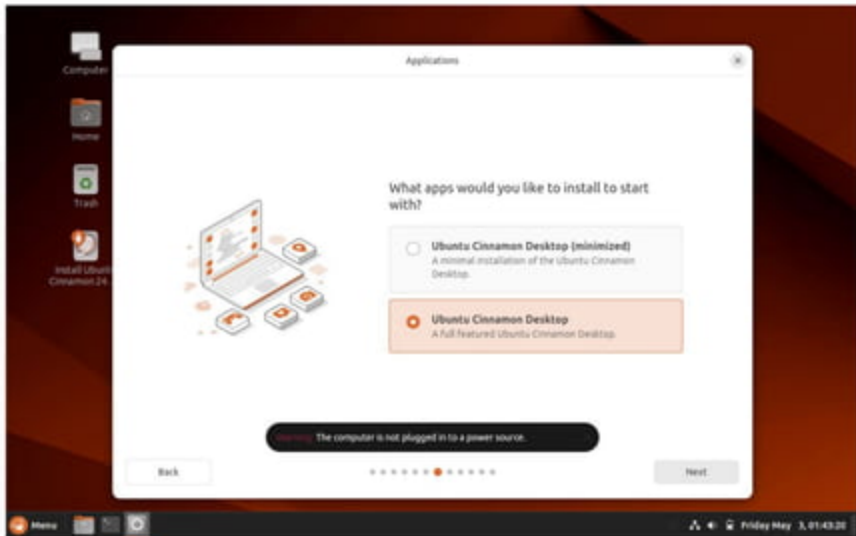 Computer
Home
Trash
Install Ubunt
Cinnamon 24...
Applications
What apps would you like to install to start
with?
Ubuntu Cinnamon Desktop (minimized)
A minimal installation of the Ubuntu Cinnamon
Desktop.
Ubuntu Cinnamon Desktop
A full featured Ubuntu Cinnamon Desktop.
Warning: The computer is not plugged in to a power source.
Back
Next
Menu
Friday May 3, 01:43:20